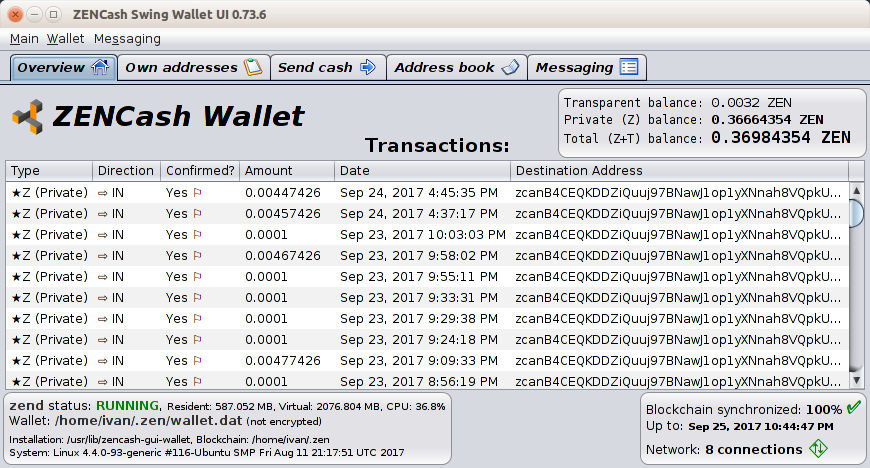 ZENCash Swing Wallet UI 0.73.6
Main Wallet Messaging
Overview Own addresses Send cash Address book Messaging
ZENCash Wallet
Transactions:
Transparent balance: 0.0032 ZEN
Private (Z) balance: 0.36664354 ZEN
Total (Z+T) balance: 0.36984354 ZEN
Type Direction Confirmed? Amount Date Destination Address
★Z (Private) ⇨ IN Yes ⚐ 0.00447426 Sep 24, 2017 4:45:35 PM zcanB4CEQKDDZiQuuj97BNawJ1op1yXNnah8VQpkU...
★Z (Private) ⇨ IN Yes ⚐ 0.00457426 Sep 24, 2017 4:37:17 PM zcanB4CEQKDDZiQuuj97BNawJ1op1yXNnah8VQpkU...
★Z (Private) ⇨ IN Yes ⚐ 0.0001 Sep 23, 2017 10:03:03 PM zcanB4CEQKDDZiQuuj97BNawJ1op1yXNnah8VQpkU...
★Z (Private) ⇨ IN Yes ⚐ 0.00467426 Sep 23, 2017 9:58:02 PM zcanB4CEQKDDZiQuuj97BNawJ1op1yXNnah8VQpkU...
★Z (Private) ⇨ IN Yes ⚐ 0.0001 Sep 23, 2017 9:55:11 PM zcanB4CEQKDDZiQuuj97BNawJ1op1yXNnah8VQpkU...
★Z (Private) ⇨ IN Yes ⚐ 0.0001 Sep 23, 2017 9:33:31 PM zcanB4CEQKDDZiQuuj97BNawJ1op1yXNnah8VQpkU...
★Z (Private) ⇨ IN Yes ⚐ 0.0001 Sep 23, 2017 9:29:38 PM zcanB4CEQKDDZiQuuj97BNawJ1op1yXNnah8VQpkU...
★Z (Private) ⇨ IN Yes ⚐ 0.0001 Sep 23, 2017 9:24:18 PM zcanB4CEQKDDZiQuuj97BNawJ1op1yXNnah8VQpkU...
★Z (Private) ⇨ IN Yes ⚐ 0.00477426 Sep 23, 2017 9:09:33 PM zcanB4CEQKDDZiQuuj97BNawJ1op1yXNnah8VQpkU...
★Z (Private) ⇨ IN Yes ⚐ 0.0001 Sep 23, 2017 8:56:19 PM zcanB4CEQKDDZiQuuj97BNawJ1op1yXNnah8VQpkU...
zend status: RUNNING, Resident: 587.052 MB, Virtual: 2076.804 MB, CPU: 36.8%
Wallet: /home/ivan/.zen/wallet.dat (not encrypted)
Installation: /usr/lib/zencash-gui-wallet, Blockchain: /home/ivan/.zen
System: Linux 4.4.0-93-generic #116-Ubuntu SMP Fri Aug 11 21:17:51 UTC 2017
Blockchain synchronized: 100% ✔
Up to: Sep 25, 2017 10:44:47 PM
Network: 8 connections